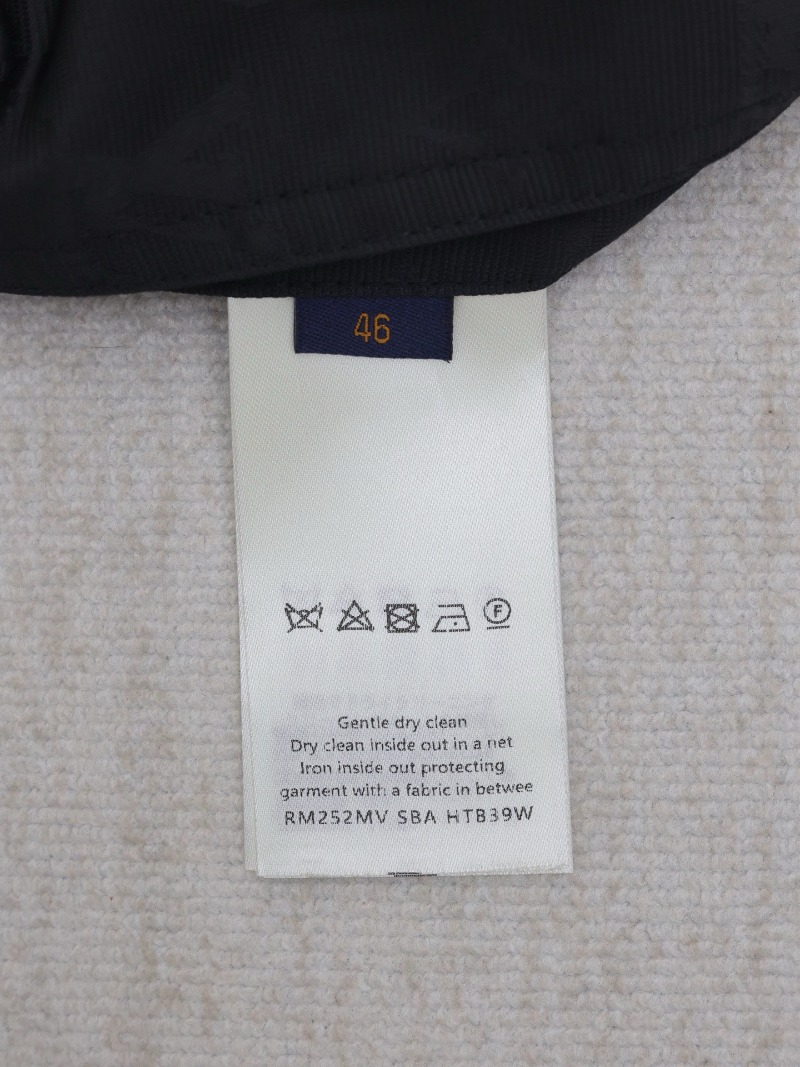 46
F
Gentle dry clean
Dry clean inside out in a net
Iron inside out protecting
garment with a fabric in betwee
RM252MV SBA HTB39W